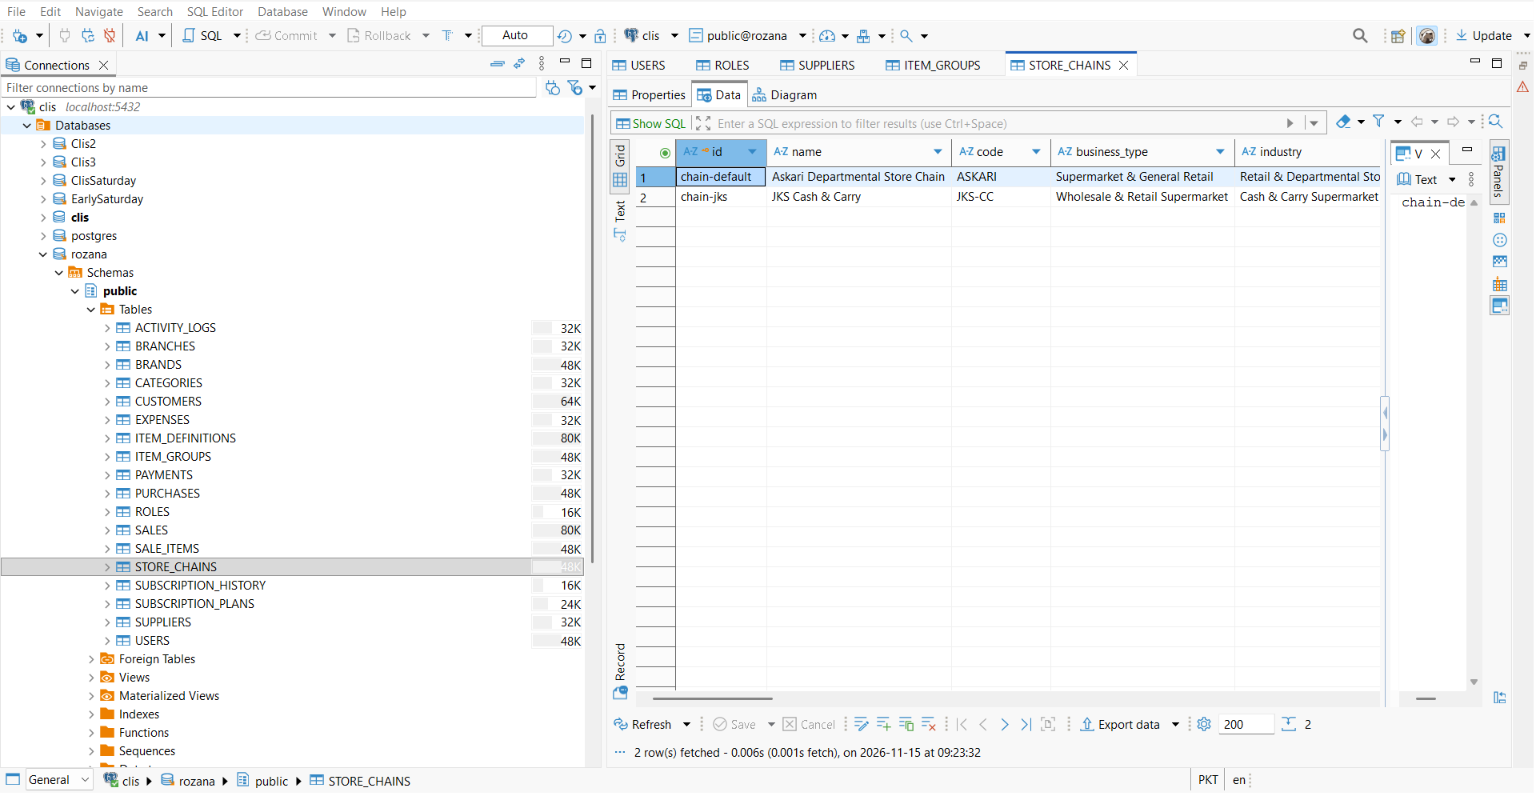 File Edit Navigate Search SQL Editor Database Window Help
AI SQL Commit Rollback T Auto clis public@rozana Update
Connections
Filter connections by name
clis localhost:5432
Databases
Clis2
Clis3
ClisSaturday
EarlySaturday
clis
postgres
rozana
Schemas
public
Tables
ACTIVITY_LOGS 32K
BRANCHES 32K
BRANDS 48K
CATEGORIES 32K
CUSTOMERS 64K
EXPENSES 32K
ITEM_DEFINITIONS 80K
ITEM_GROUPS 48K
PAYMENTS 32K
PURCHASES 48K
ROLES 16K
SALES 80K
SALE_ITEMS 48K
STORE_CHAINS 48K
SUBSCRIPTION_HISTORY 16K
SUBSCRIPTION_PLANS 24K
SUPPLIERS 32K
USERS 48K
Foreign Tables
Views
Materialized Views
Indexes
Functions
Sequences
USERS ROLES SUPPLIERS ITEM_GROUPS STORE_CHAINS
Properties Data Diagram
Show SQL Enter a SQL expression to filter results (use Ctrl+Space)
Grid
Text
Record
A-Z id A-Z name A-Z code A-Z business_type A-Z industry
1 chain-default Askari Departmental Store Chain ASKARI Supermarket & General Retail Retail & Departmental Sto
2 chain-jks JKS Cash & Carry JKS-CC Wholesale & Retail Supermarket Cash & Carry Supermarket
V
Text
chain-de
Panels
Refresh Save Cancel Export data 200 2
... 2 row(s) fetched - 0.006s (0.001s fetch), on 2026-11-15 at 09:23:32
General clis rozana public STORE_CHAINS PKT en